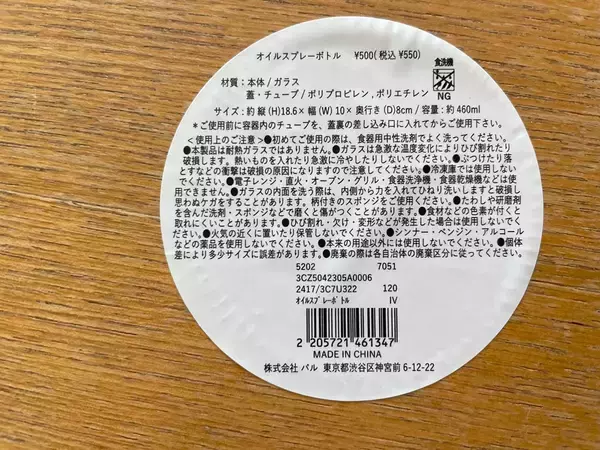 オイルスプレーボトル ¥500(税込 ¥550)
食洗機
NG
材質：本体/ガラス
蓋・チューブ/ポリプロピレン,ポリエチレン
サイズ：約 縦(H)18.6×幅(W)10×奥行き(D)8cm/容量：約460ml
*ご使用前に容器内のチューブを、蓋裏の差し込み口に入れてからご使用下さい。
<使用上のご注意>●初めてご使用の際は、食器用中性洗剤でよく洗ってください。
●本製品は耐熱ガラスではありません。●ガラスは急激な温度変化によりひび割れたり
破損します。熱いものを入れたり急激に冷やしたりしないでください。●ぶつけたり落
とすなどの衝撃は破損の原因になりますので注意してください。●冷凍庫では使用しない
でください。●電子レンジ・直火・オーブン・グリル・食器洗浄機・食器乾燥機などは使
用できません。●ガラスの内面を洗う際は、内側から力を入れてひねり洗いしますと破損し
思わぬケガをすることがあります。柄付きのスポンジをご使用ください。●たわしや研磨剤
を含んだ洗剤・スポンジなどで磨くと傷がつくことがあります。●食材などの色素が付くと
取れにくいことがあります。●ひび割れ・欠け・変形などが発生した場合は使用しないでく
ださい。●火気の近くに置いたり保管しないでください。●シンナー・ベンジン・アルコール
などの薬品を使用しないでください。●本来の用途以外には使用しないでください。●個体
差により多少サイズに誤差があります。●廃棄の際は各自治体の廃棄区分に従ってください。
5202 7051
3CZ5042305A0006
2417/3C7U322 120
ｵｲﾙｽﾌﾟﾚｰﾎﾞﾄﾙ IV
2 205721 461347
MADE IN CHINA
株式会社 パル 東京都渋谷区神宮前 6-12-22